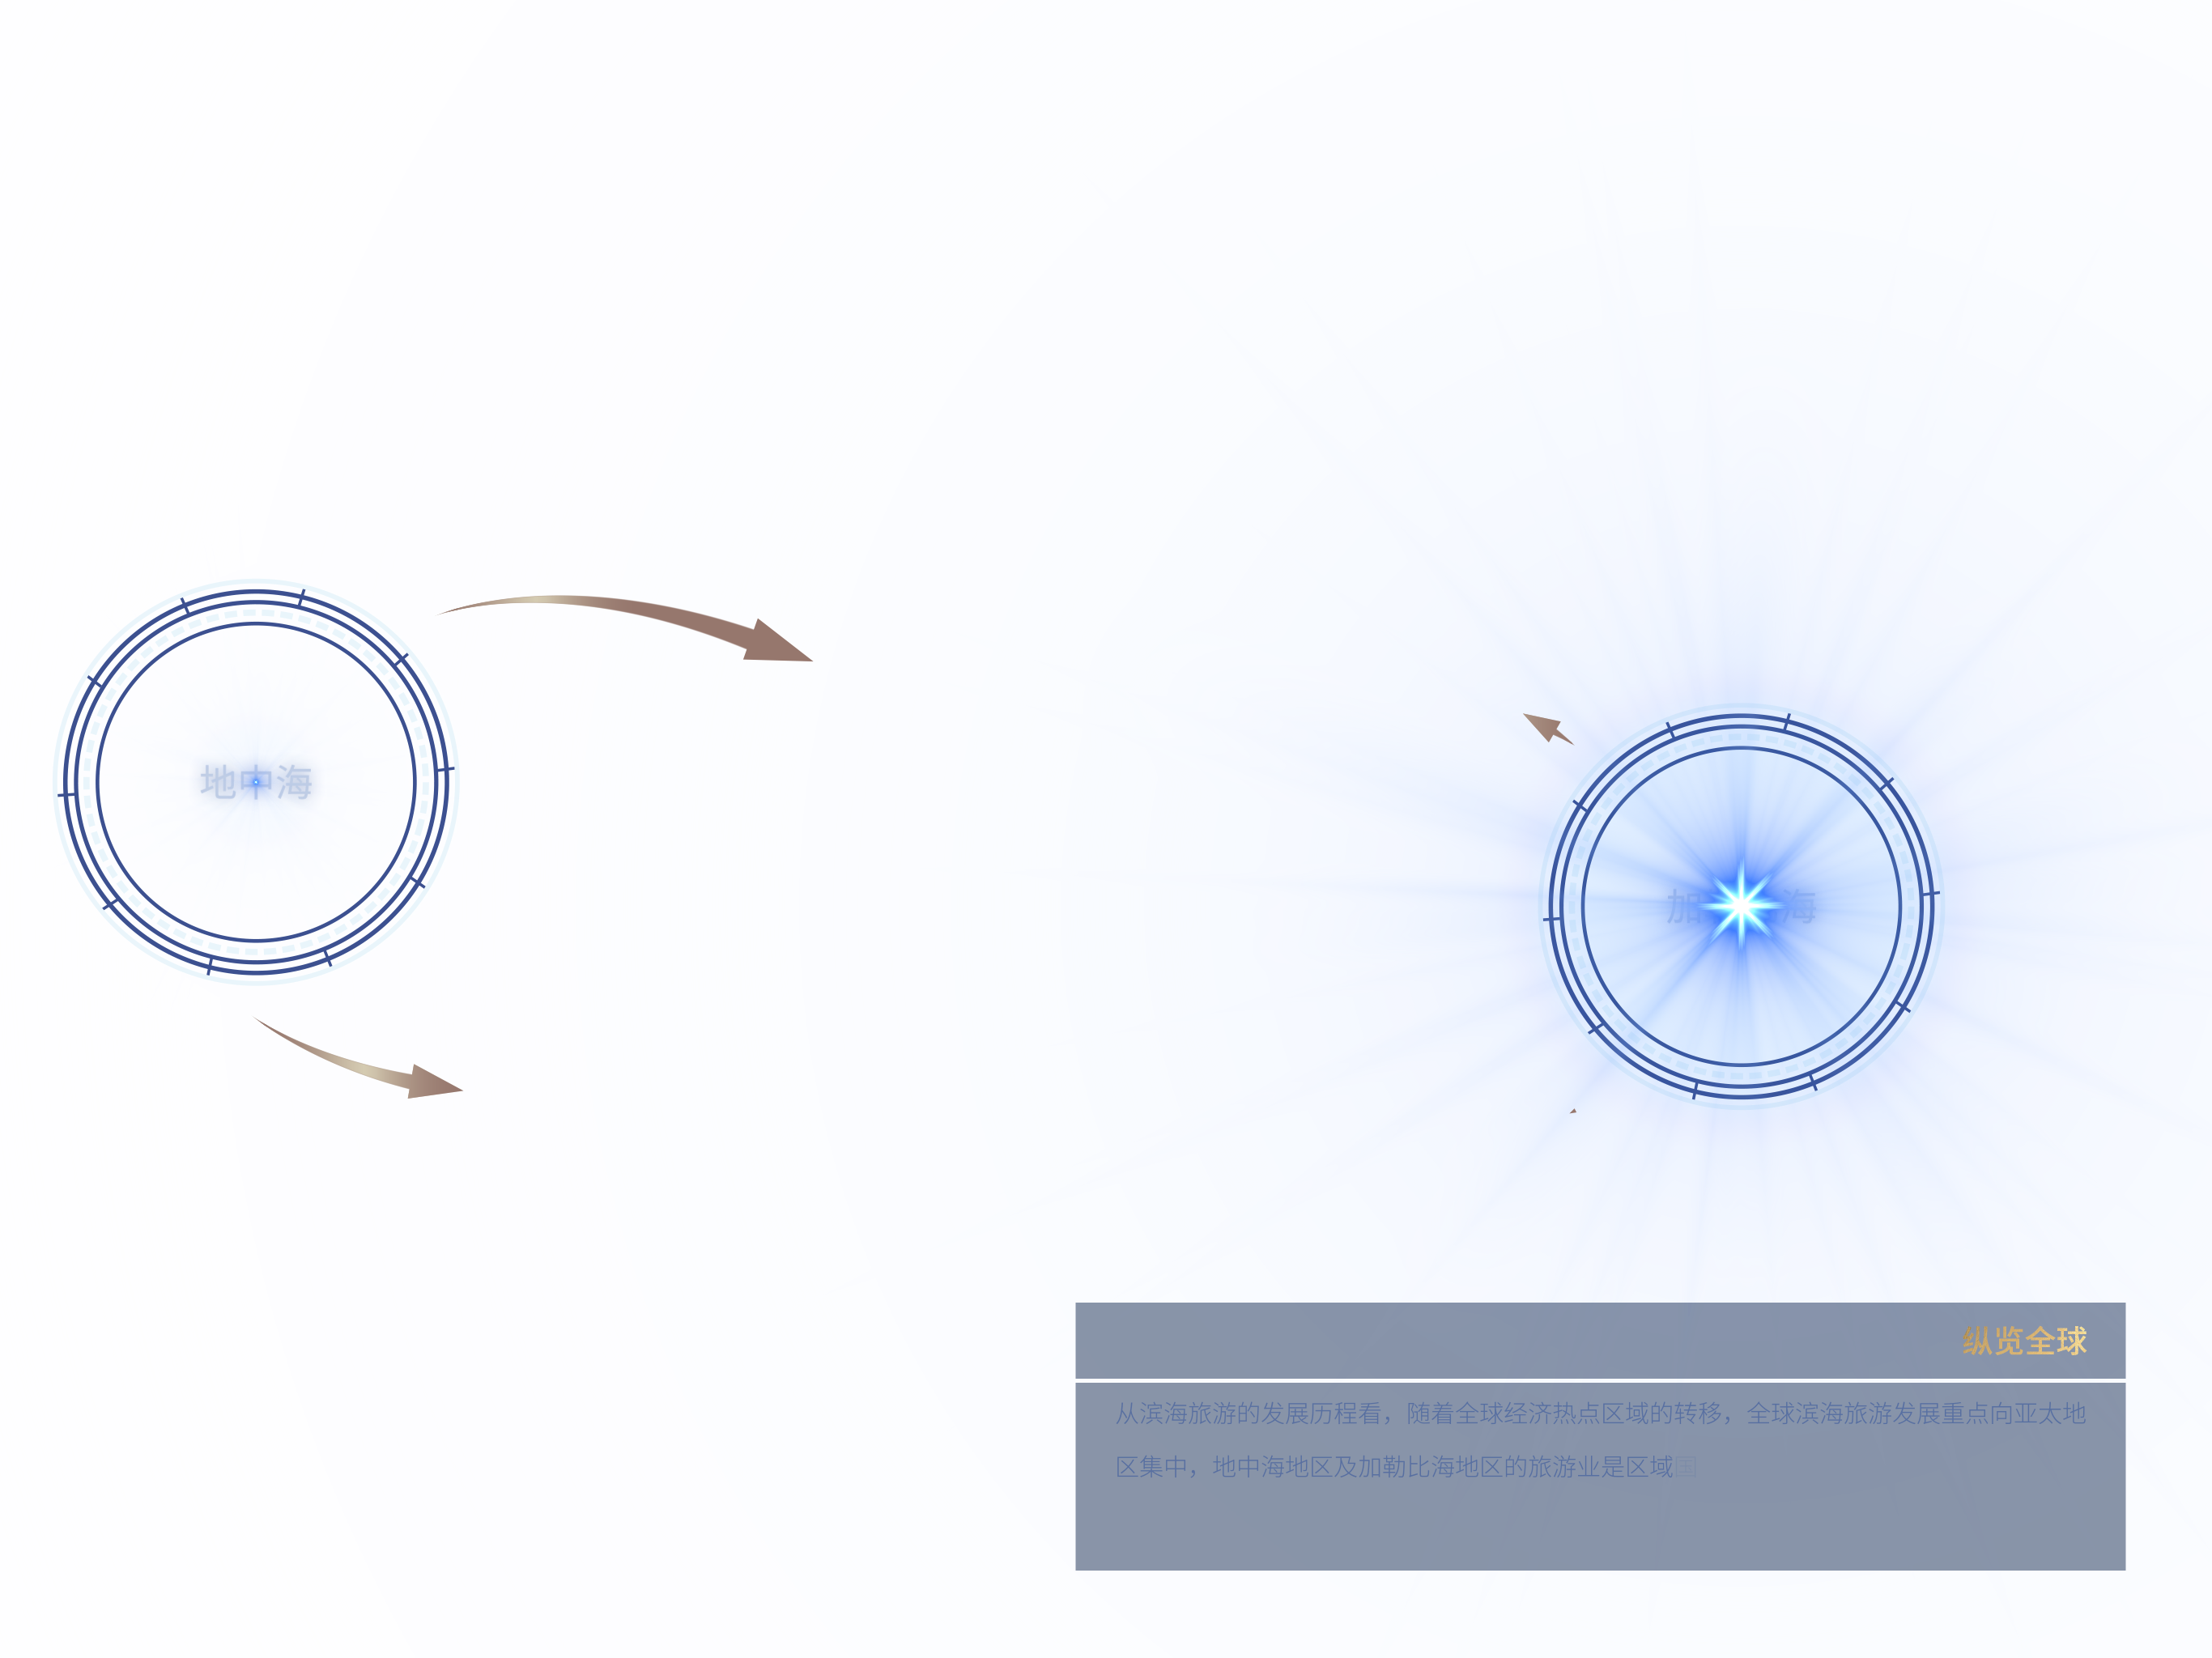 地中海
加 海
纵览全球
从滨海旅游的发展历程看，随着全球经济热点区域的转移，全球滨海旅游发展重点向亚太地
区集中，地中海地区及加勒比海地区的旅游业是区域